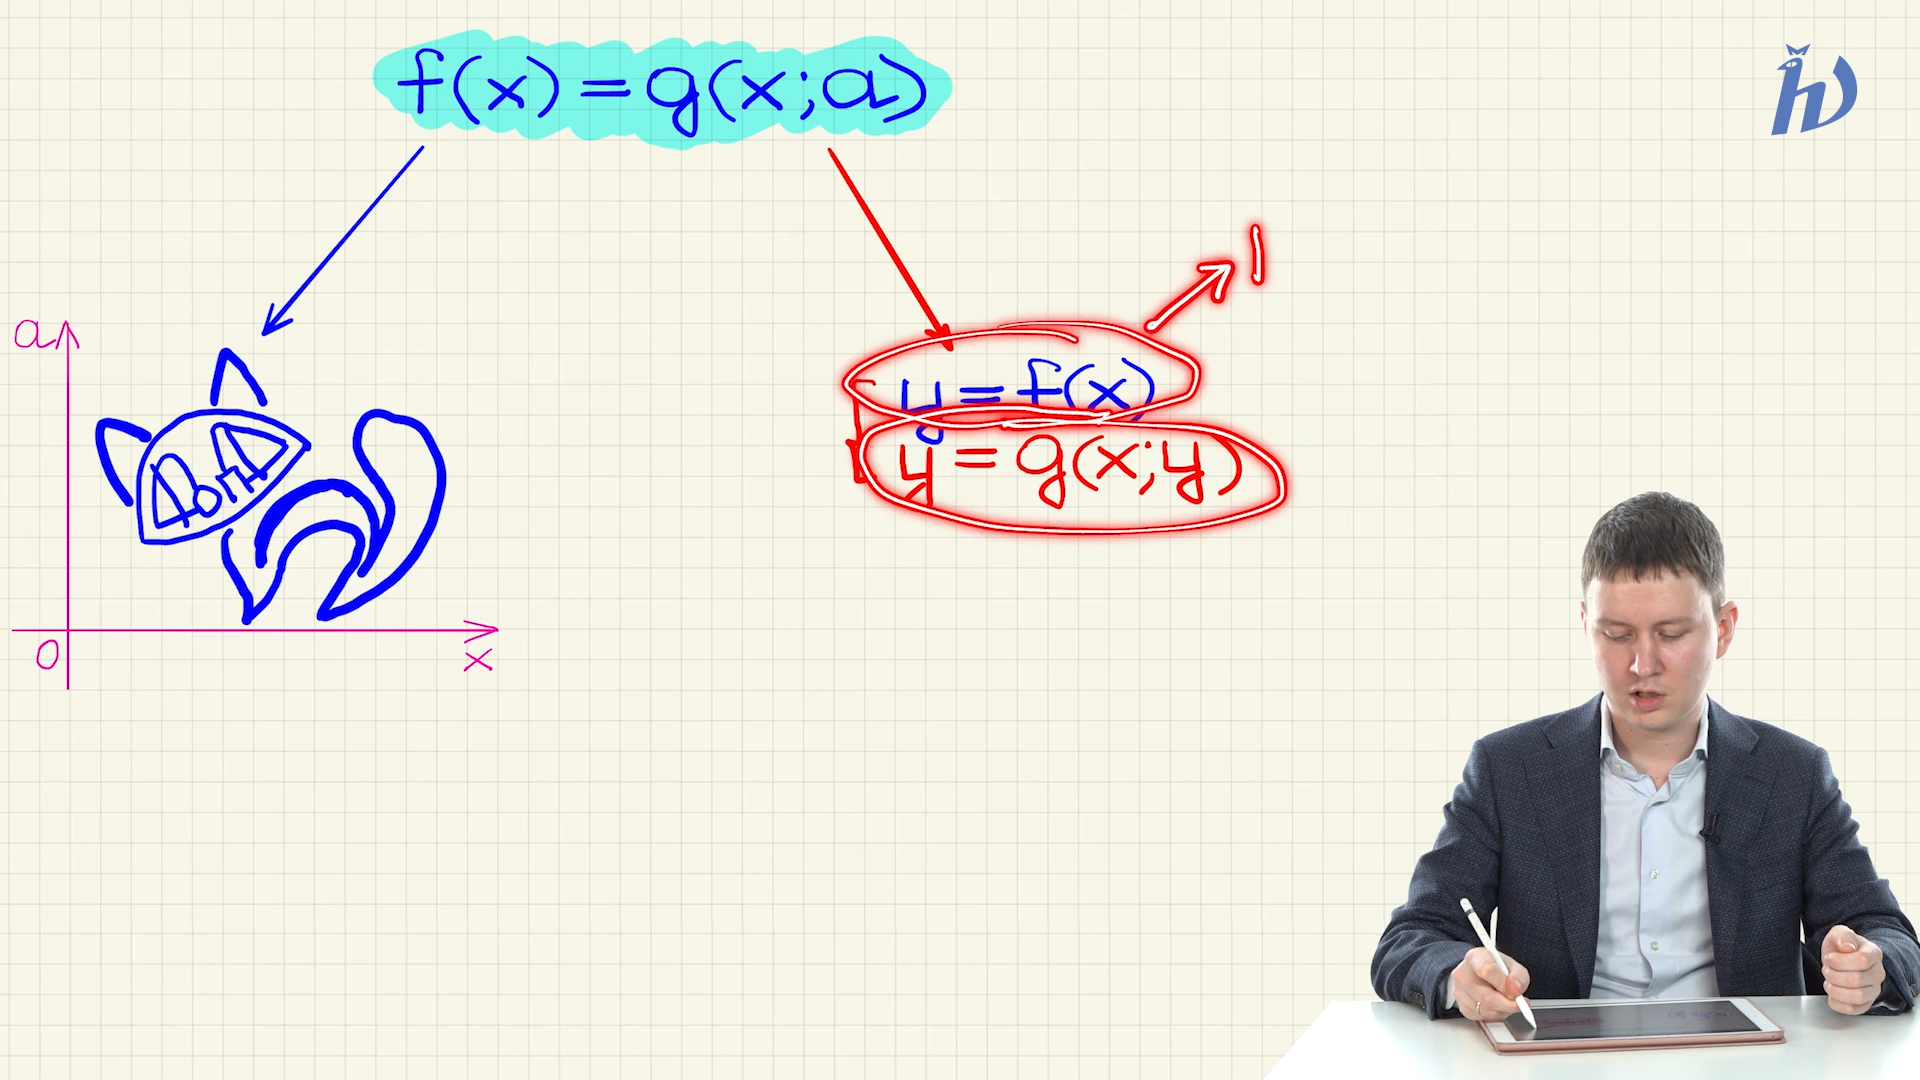 f(x) = g(x; a)
1
a
y = f(x)
y = g(x; y)
0
x